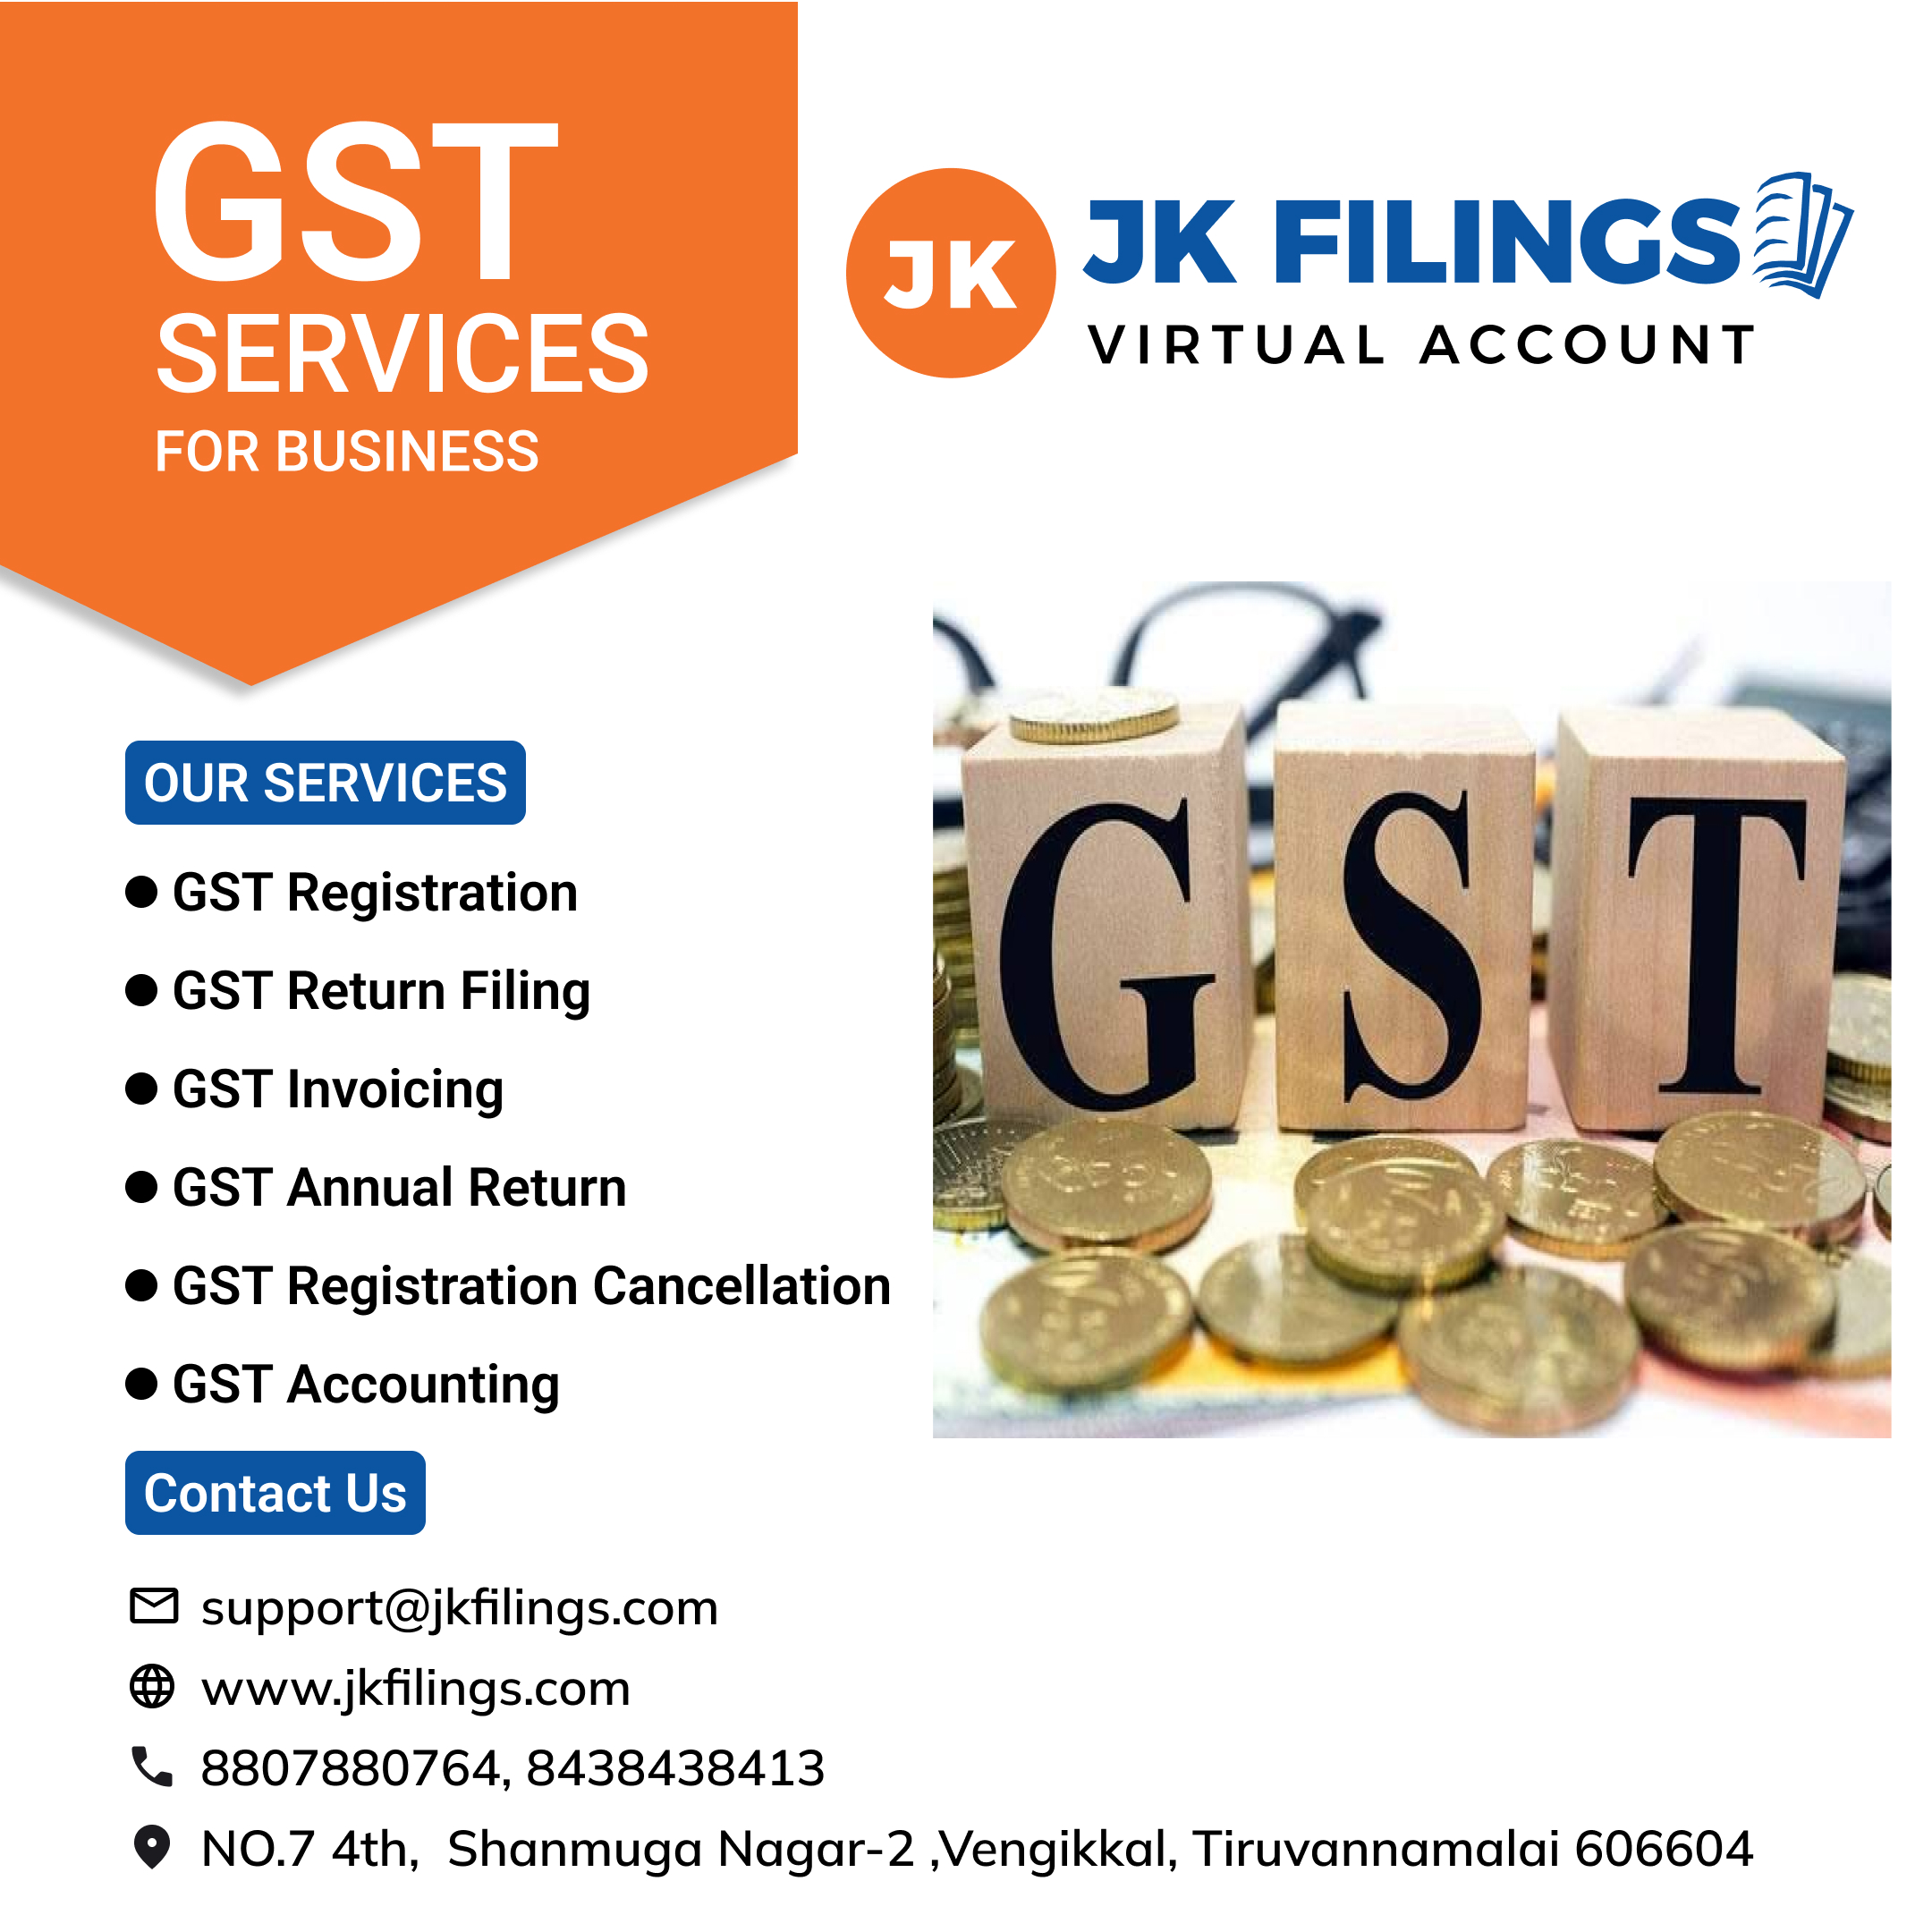 GST
SERVICES
FOR BUSINESS
JK
JK FILINGS
VIRTUAL ACCOUNT
OUR SERVICES
GST Registration
GST Return Filing
GST Invoicing
GST Annual Return
GST Registration Cancellation
GST Accounting
G S T
Contact Us
support@jkfilings.com
www.jkfilings.com
8807880764, 8438438413
NO.7 4th,  Shanmuga Nagar-2 ,Vengikkal, Tiruvannamalai 606604